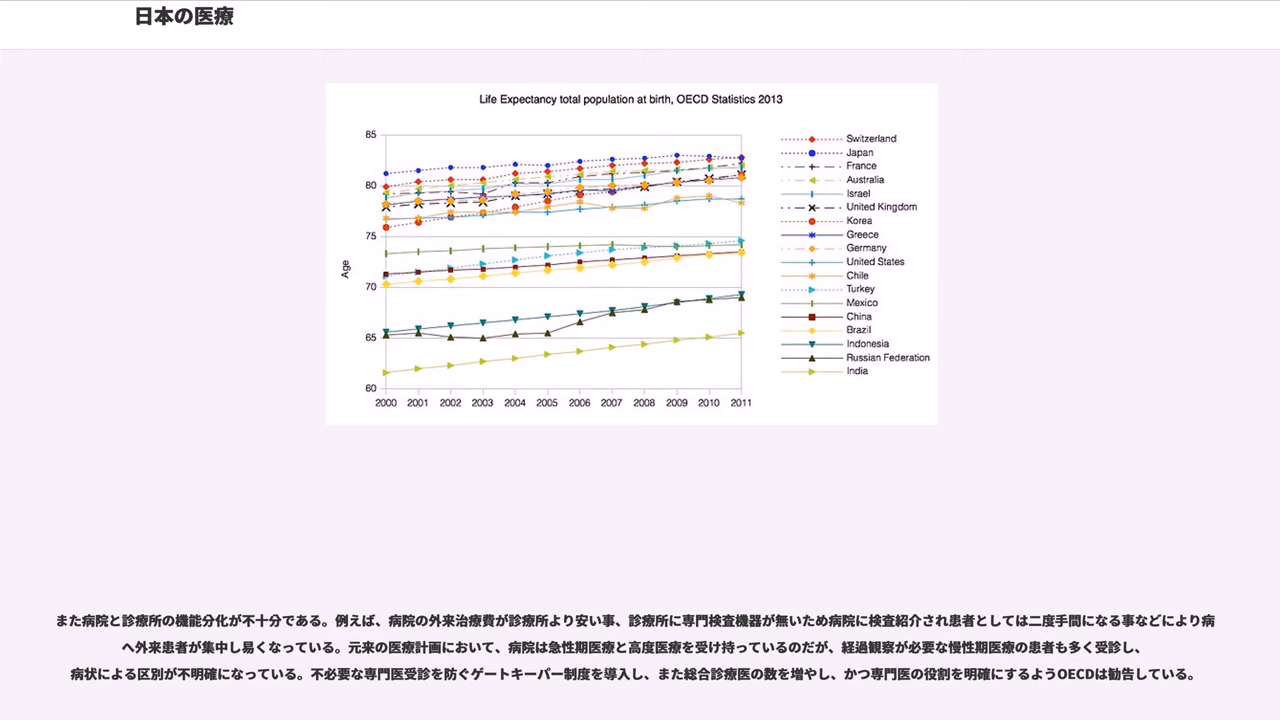 日本の医療
Life Expectancy total population at birth, OECD Statistics 2013
85
80
75
70
65
60
Age
2000 2001 2002 2003 2004 2005 2006 2007 2008 2009 2010 2011
Switzerland
Japan
France
Australia
Israel
United Kingdom
Korea
Greece
Germany
United States
Chile
Turkey
Mexico
China
Brazil
Indonesia
Russian Federation
India
また病院と診療所の機能分化が不十分である。例えば、病院の外来治療費が診療所より安い事、診療所に専門検査機器が無いため病院に検査紹介され患者としては二度手間になる事などにより病
へ外来患者が集中し易くなっている。元来の医療計画において、病院は急性期医療と高度医療を受け持っているのだが、経過観察が必要な慢性期医療の患者も多く受診し、
病状による区別が不明確になっている。不必要な専門医受診を防ぐゲートキーパー制度を導入し、また総合診療医の数を増やし、かつ専門医の役割を明確にするようOECDは勧告している。